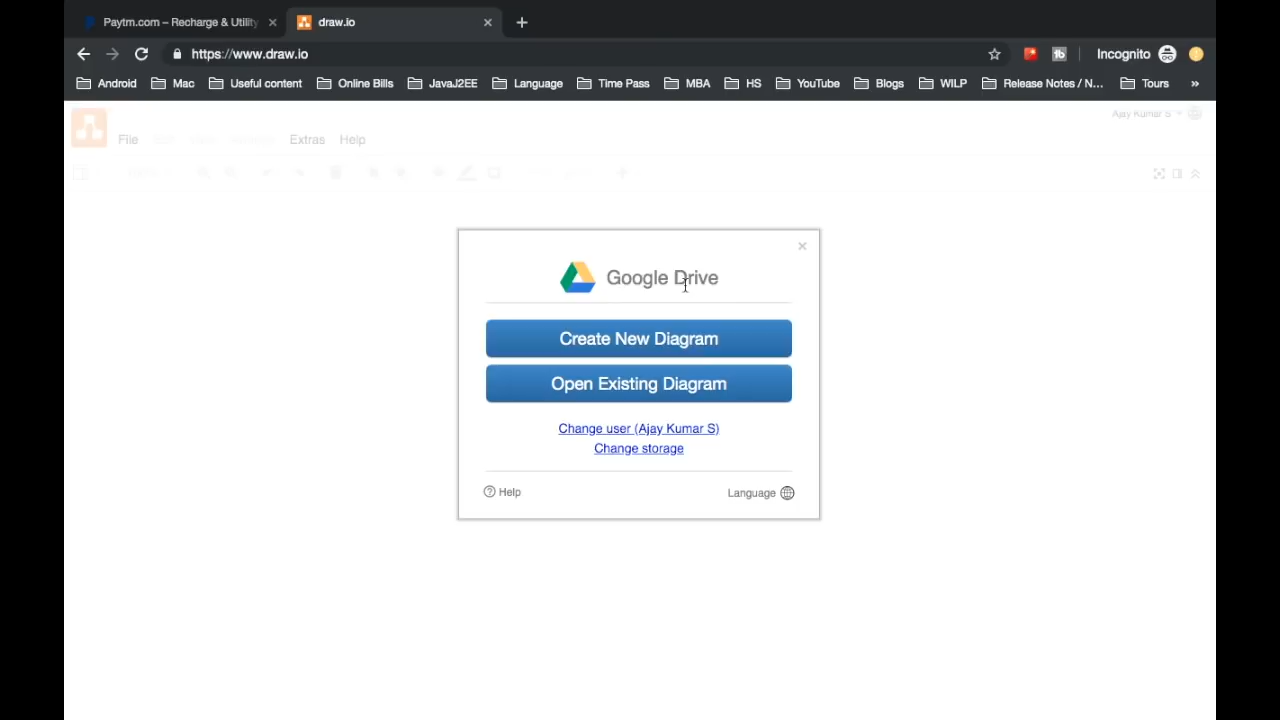 Paytm.com – Recharge & Utility
draw.io
https://www.draw.io
Incognito
Android
Mac
Useful content
Online Bills
JavaJ2EE
Language
Time Pass
MBA
HS
YouTube
Blogs
WILP
Release Notes / N...
Tours
»
Ajay Kumar S
File
Extras
Help
Google Drive
Create New Diagram
Open Existing Diagram
Change user (Ajay Kumar S)
Change storage
Help
Language